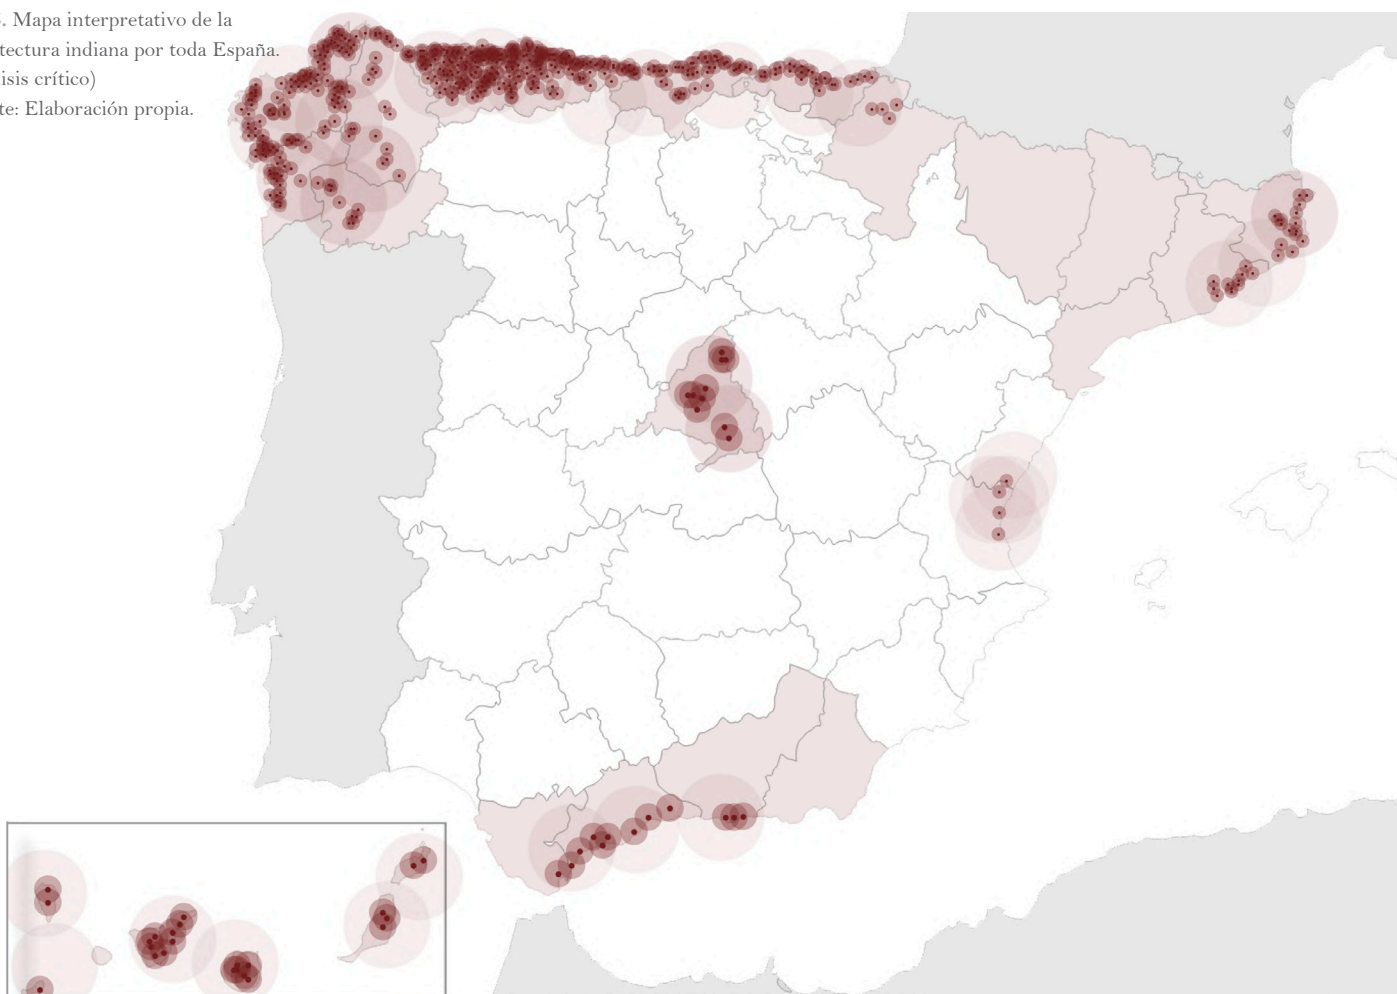 . Mapa interpretativo de la
tectura indiana por toda España.
isis crítico)
te: Elaboración propia.